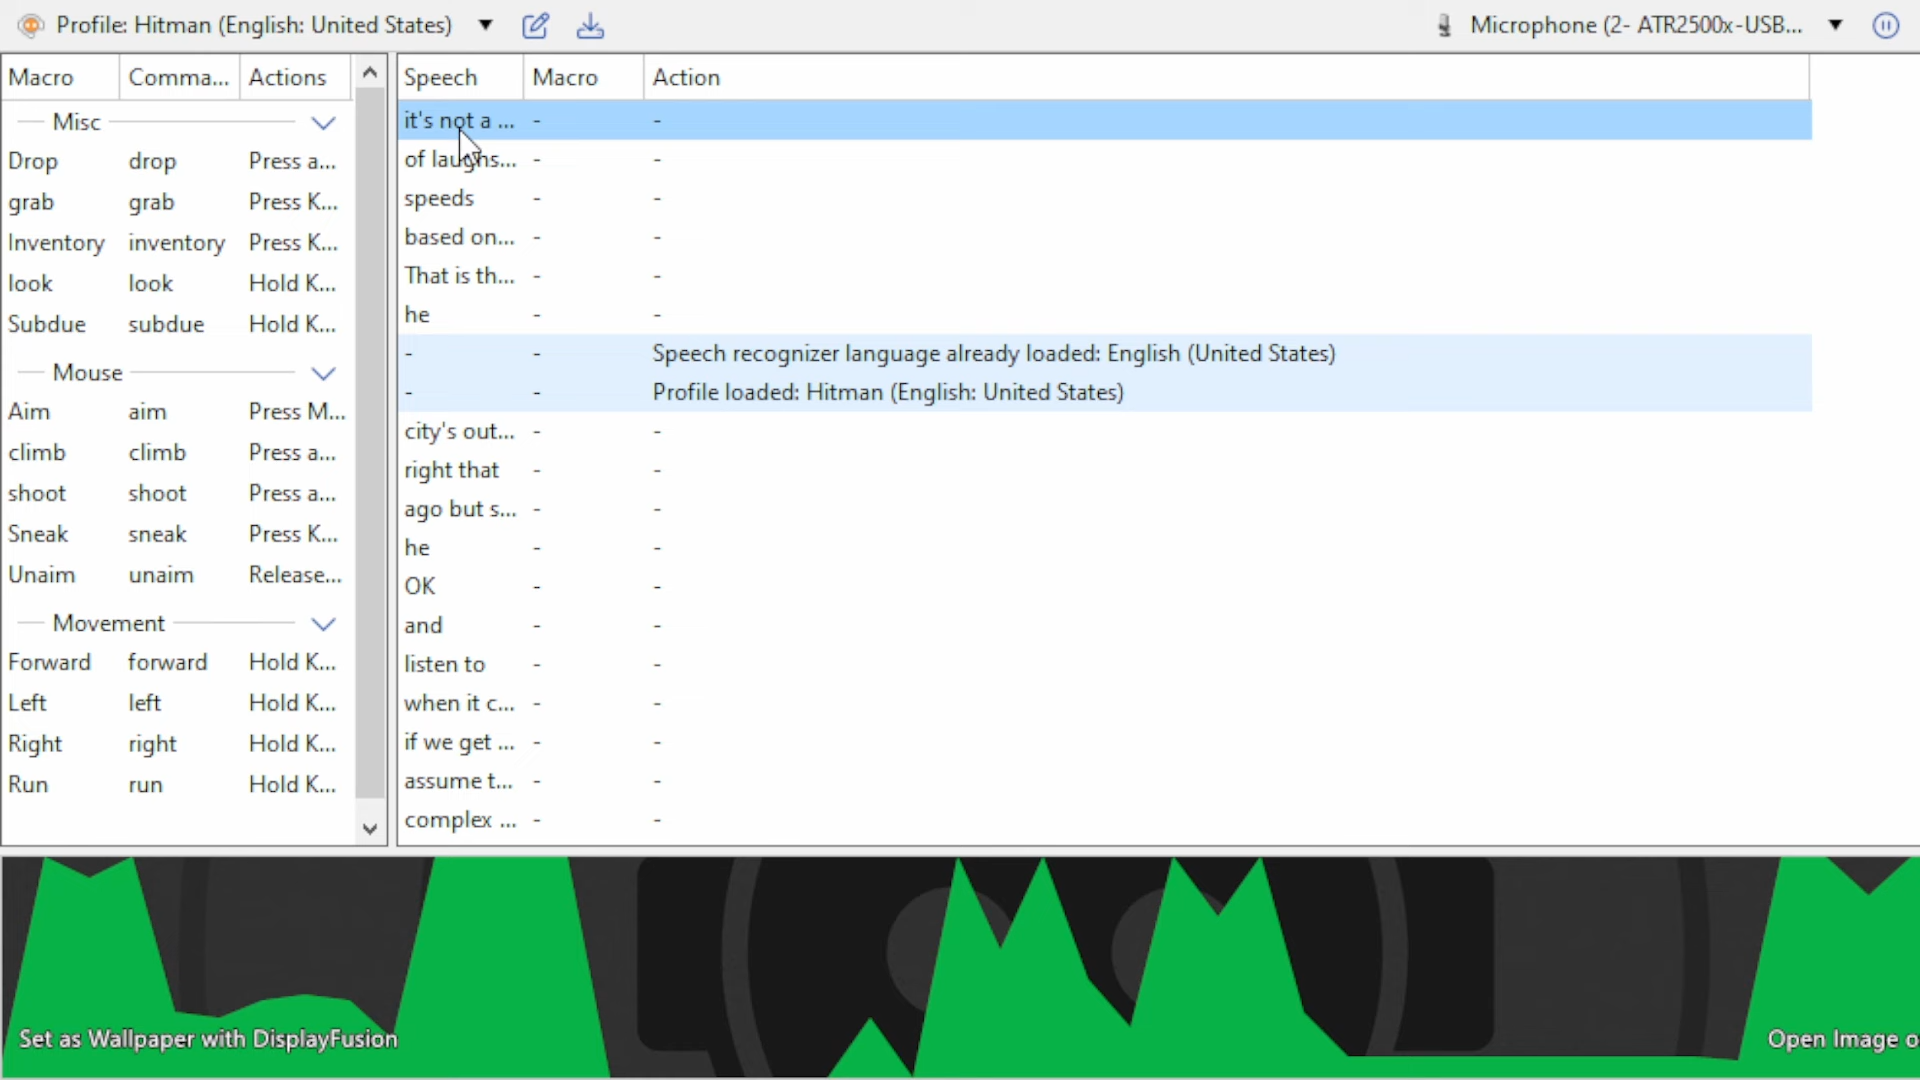 Profile: Hitman (English: United States)
Microphone (2- ATR2500x-USB...
Macro Comma... Actions
Misc
Drop drop Press a...
grab grab Press K...
Inventory inventory Press K...
look look Hold K...
Subdue subdue Hold K...
Mouse
Aim aim Press M...
climb climb Press a...
shoot shoot Press a...
Sneak sneak Press K...
Unaim unaim Release...
Movement
Forward forward Hold K...
Left left Hold K...
Right right Hold K...
Run run Hold K...
Speech Macro Action
it's not a ... - -
of laughs... - -
speeds - -
based on... - -
That is th... - -
he - -
- - Speech recognizer language already loaded: English (United States)
- - Profile loaded: Hitman (English: United States)
city's out... - -
right that - -
ago but s... - -
he - -
OK - -
and - -
listen to - -
when it c... - -
if we get ... - -
assume t... - -
complex ... - -
Set as Wallpaper with DisplayFusion
Open Image o